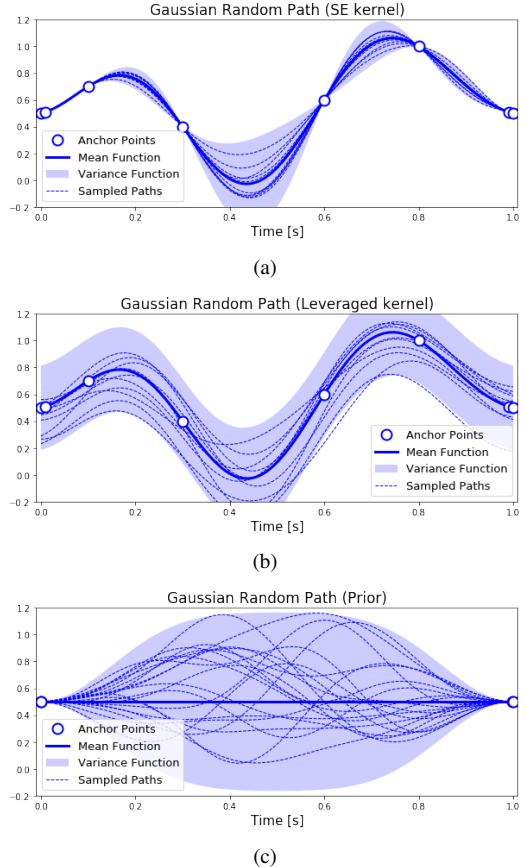 Gaussian Random Path (SE kernel)
1.2
1.0
0.8
0.6
0.4
0.2
0.0
-0.2
Anchor Points
Mean Function
Variance Function
Sampled Paths
0.0 0.2 0.4 0.6 0.8 1.0
Time [s]
(a)
Gaussian Random Path (Leveraged kernel)
1.2
1.0
0.8
0.6
0.4
0.2
0.0
-0.2
Anchor Points
Mean Function
Variance Function
Sampled Paths
0.0 0.2 0.4 0.6 0.8 1.0
Time [s]
(b)
Gaussian Random Path (Prior)
1.2
1.0
0.8
0.6
0.4
0.2
0.0
-0.2
Anchor Points
Mean Function
Variance Function
Sampled Paths
0.0 0.2 0.4 0.6 0.8 1.0
Time [s]
(c)